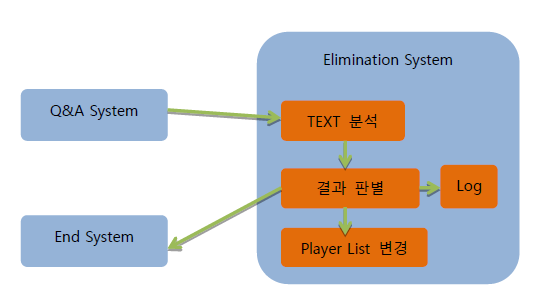 Elimination System
Q&A System
TEXT 분석
결과 판별
Log
End System
Player List 변경